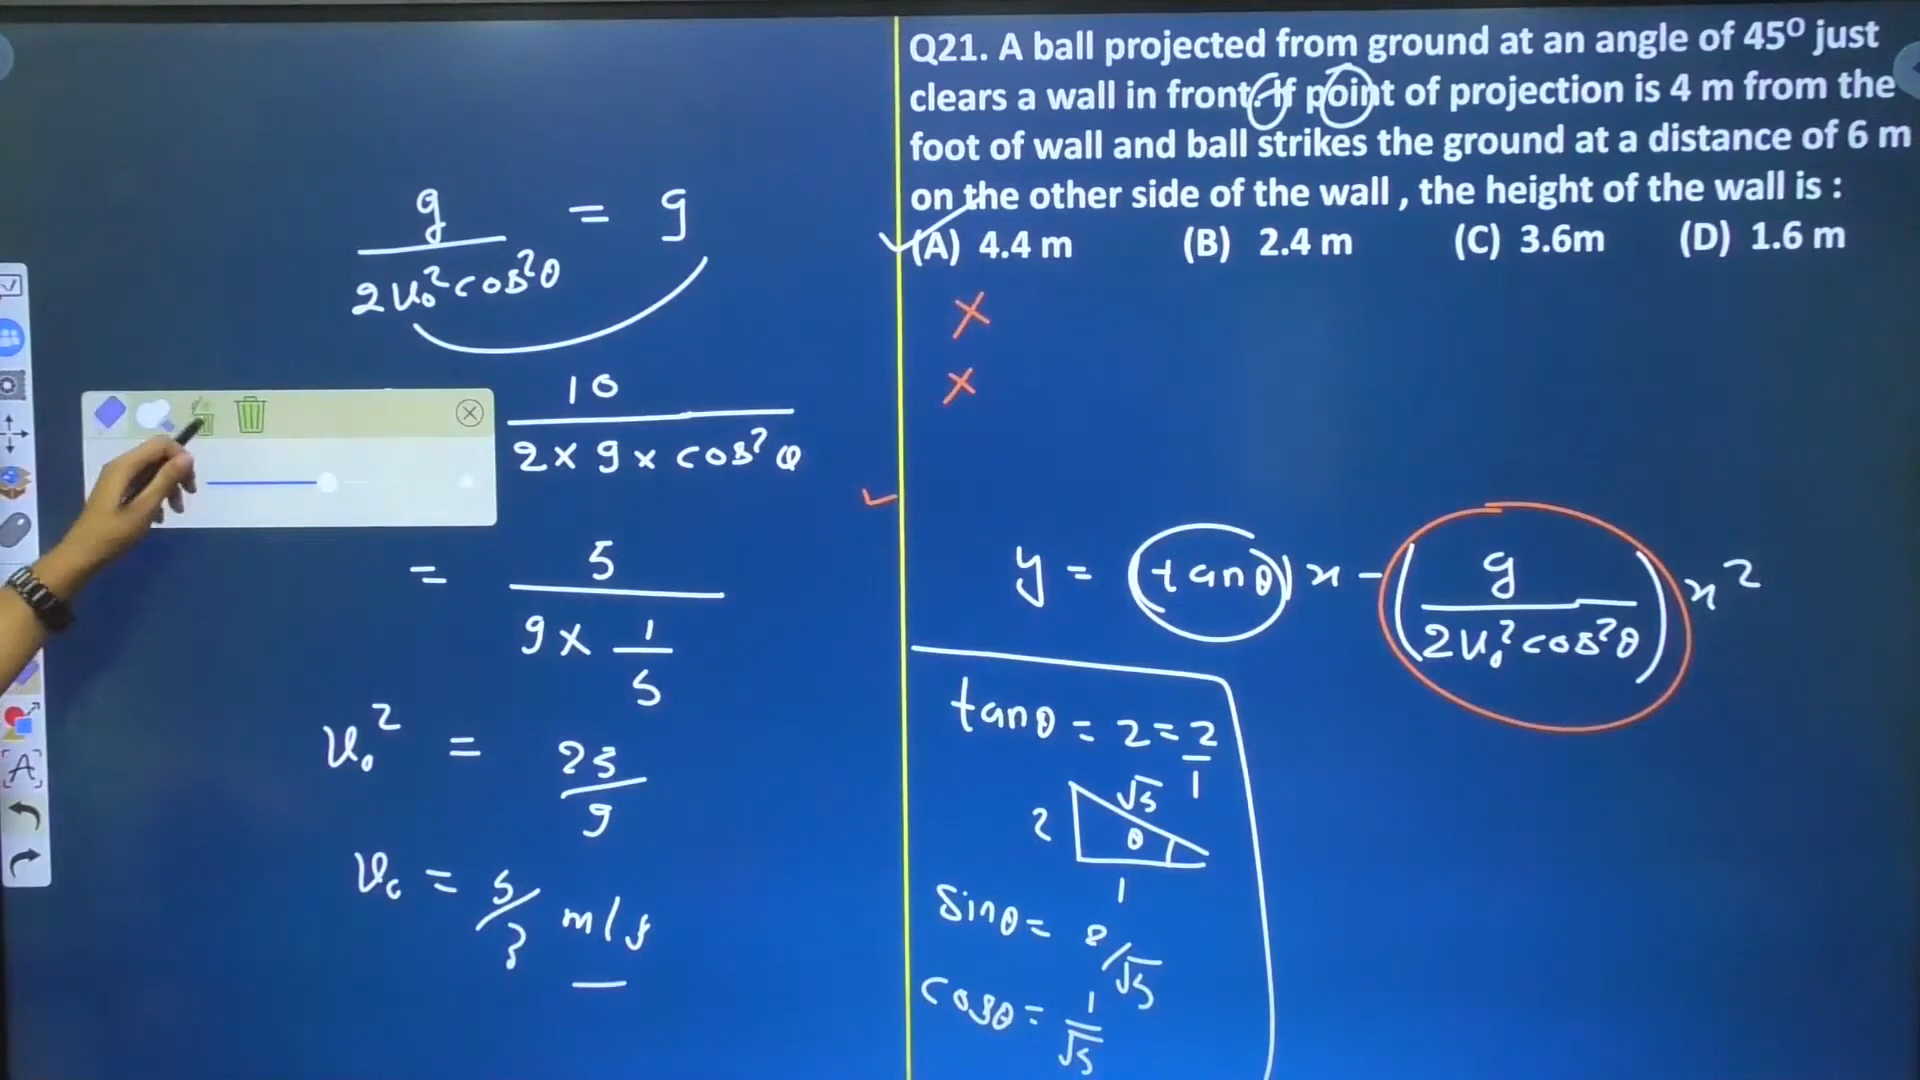 Q21. A ball projected from ground at an angle of 45⁰ just
clears a wall in front. If point of projection is 4 m from the
foot of wall and ball strikes the ground at a distance of 6 m
on the other side of the wall , the height of the wall is :
(A) 4.4 m (B) 2.4 m (C) 3.6m (D) 1.6 m
g / 2u₀²cos²θ = 9
10 / 2×9×cos²θ
= 5 / 9×1/5
u₀² = 25/9
u₀ = 5/3 m/s
y = (tanθ)x − (g / 2u₀²cos²θ)x²
tanθ = 2 = 2/1
√5
2
θ
1
sinθ = 2/√5
cosθ = 1/√5
A